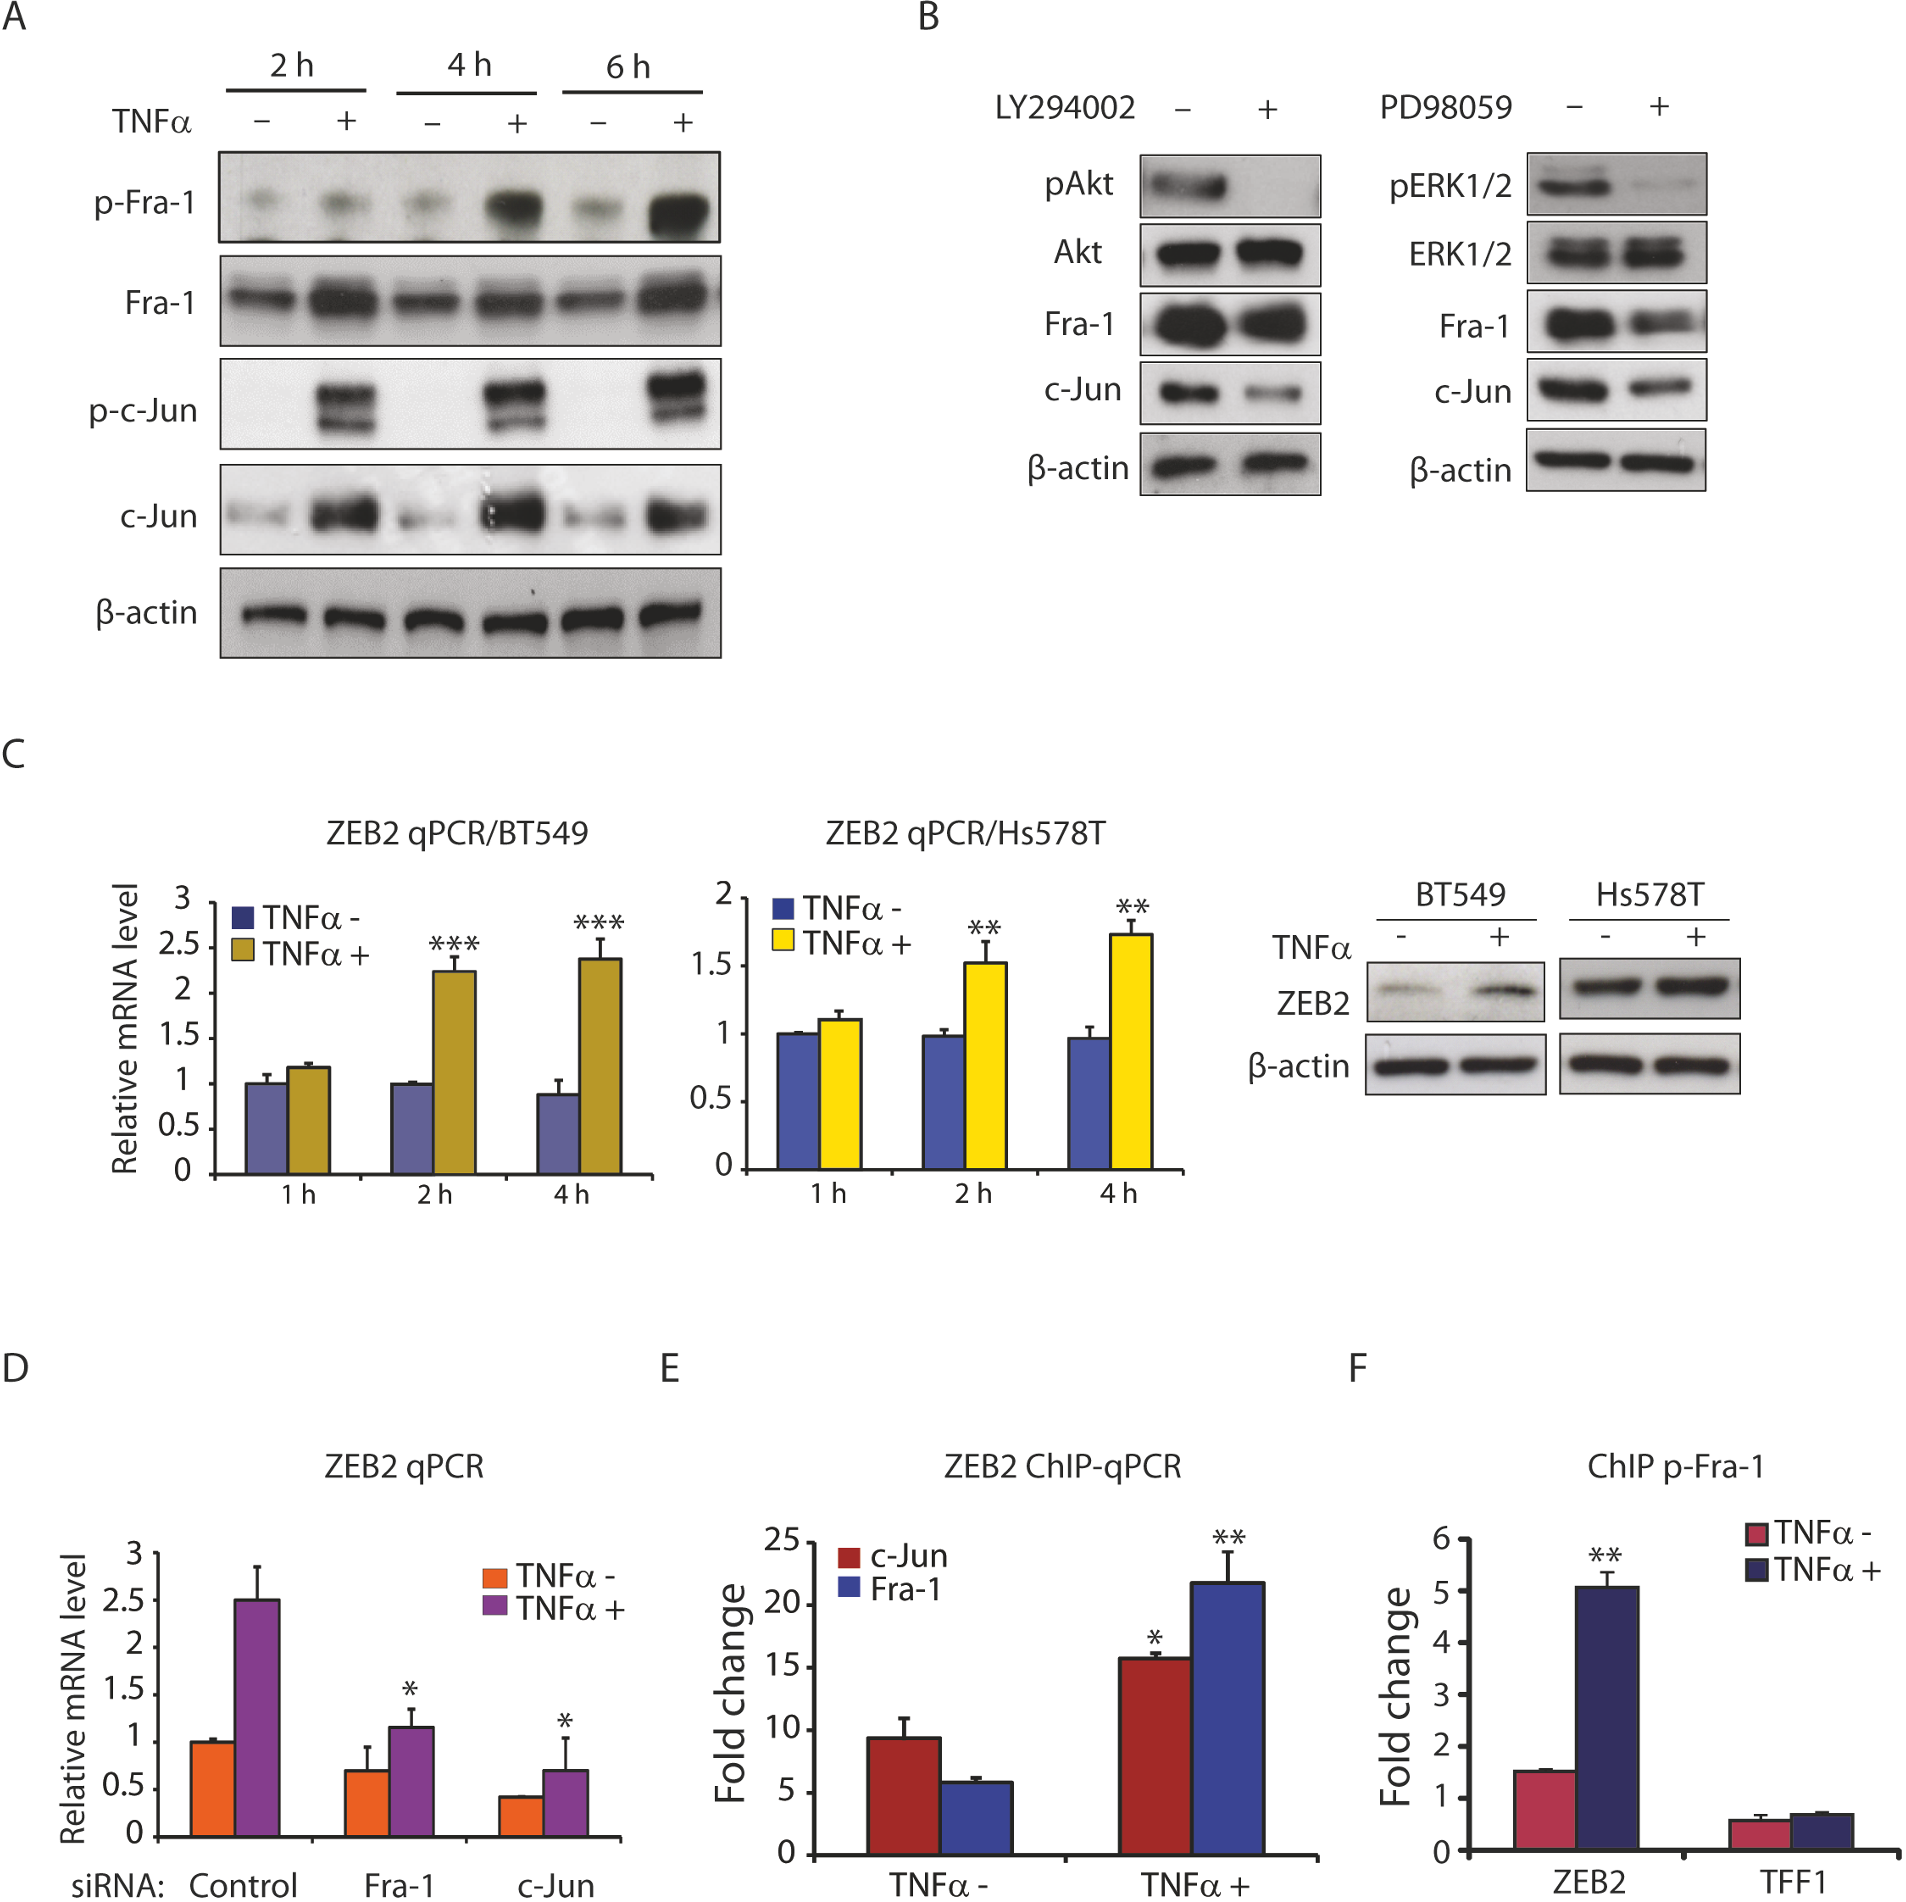 A
2 h 4 h 6 h
TNFα – + – + – +
p-Fra-1
Fra-1
p-c-Jun
c-Jun
β-actin
B
LY294002 – +
pAkt
Akt
Fra-1
c-Jun
β-actin
PD98059 – +
pERK1/2
ERK1/2
Fra-1
c-Jun
β-actin
C
ZEB2 qPCR/BT549
Relative mRNA level
3
2.5
2
1.5
1
0.5
0
TNFα -
TNFα +
***
***
1 h 2 h 4 h
ZEB2 qPCR/Hs578T
2
1.5
1
0.5
0
TNFα -
TNFα +
**
**
1 h 2 h 4 h
BT549 Hs578T
TNFα - + - +
ZEB2
β-actin
D
ZEB2 qPCR
Relative mRNA level
3
2.5
2
1.5
1
0.5
0
TNFα -
TNFα +
*
*
siRNA: Control Fra-1 c-Jun
E
ZEB2 ChIP-qPCR
Fold change
25
20
15
10
5
0
c-Jun
Fra-1
*
**
TNFα - TNFα +
F
ChIP p-Fra-1
Fold change
6
5
4
3
2
1
0
TNFα -
TNFα +
**
ZEB2 TFF1